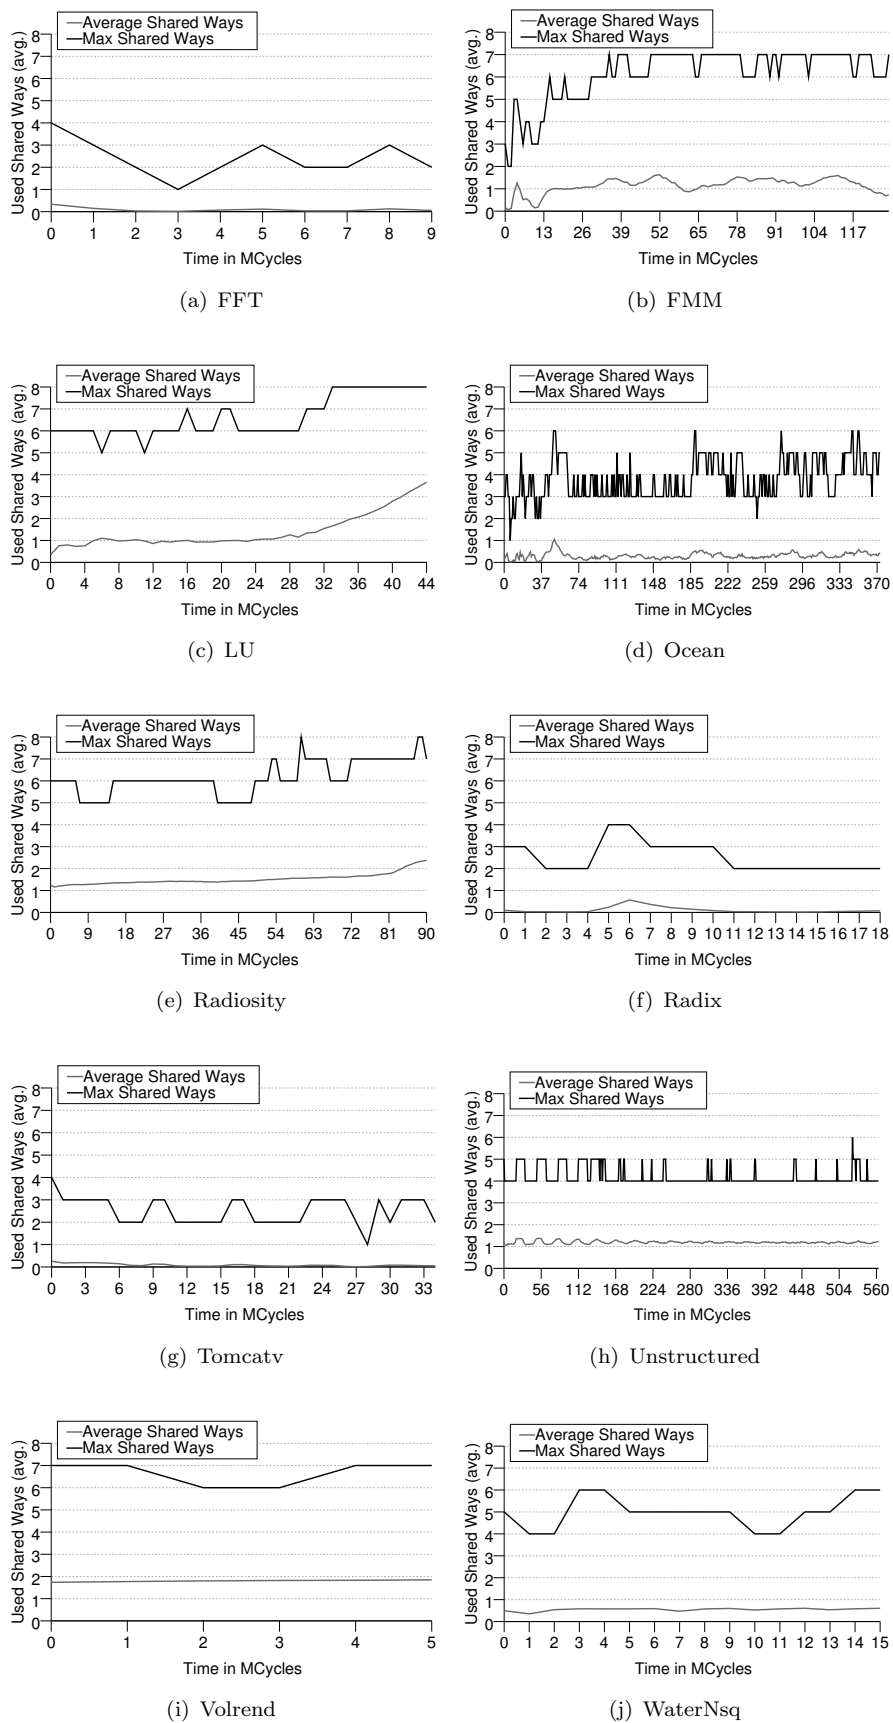 Average Shared Ways
Max Shared Ways
Used Shared Ways (avg.)
8
7
6
5
4
3
2
1
0
0 1 2 3 4 5 6 7 8 9
Time in MCycles
(a) FFT
Average Shared Ways
Max Shared Ways
Used Shared Ways (avg.)
8
7
6
5
4
3
2
1
0
0 13 26 39 52 65 78 91 104 117
Time in MCycles
(b) FMM
Average Shared Ways
Max Shared Ways
Used Shared Ways (avg.)
8
7
6
5
4
3
2
1
0
0 4 8 12 16 20 24 28 32 36 40 44
Time in MCycles
(c) LU
Average Shared Ways
Max Shared Ways
Used Shared Ways (avg.)
8
7
6
5
4
3
2
1
0
0 37 74 111 148 185 222 259 296 333 370
Time in MCycles
(d) Ocean
Average Shared Ways
Max Shared Ways
Used Shared Ways (avg.)
8
7
6
5
4
3
2
1
0
0 9 18 27 36 45 54 63 72 81 90
Time in MCycles
(e) Radiosity
Average Shared Ways
Max Shared Ways
Used Shared Ways (avg.)
8
7
6
5
4
3
2
1
0
0 1 2 3 4 5 6 7 8 9 10 11 12 13 14 15 16 17 18
Time in MCycles
(f) Radix
Average Shared Ways
Max Shared Ways
Used Shared Ways (avg.)
8
7
6
5
4
3
2
1
0
0 3 6 9 12 15 18 21 24 27 30 33
Time in MCycles
(g) Tomcatv
Average Shared Ways
Max Shared Ways
Used Shared Ways (avg.)
8
7
6
5
4
3
2
1
0
0 56 112 168 224 280 336 392 448 504 560
Time in MCycles
(h) Unstructured
Average Shared Ways
Max Shared Ways
Used Shared Ways (avg.)
8
7
6
5
4
3
2
1
0
0 1 2 3 4 5
Time in MCycles
(i) Volrend
Average Shared Ways
Max Shared Ways
Used Shared Ways (avg.)
8
7
6
5
4
3
2
1
0
0 1 2 3 4 5 6 7 8 9 10 11 12 13 14 15
Time in MCycles
(j) WaterNsq